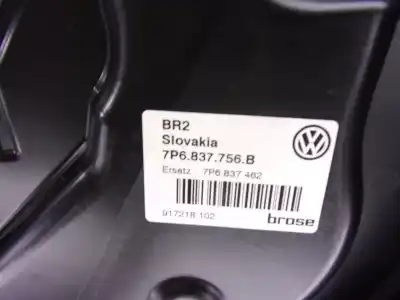 BR2
Slovakia
7P6.837.756.B
Ersatz 7P6 837 462
917218 102
brose